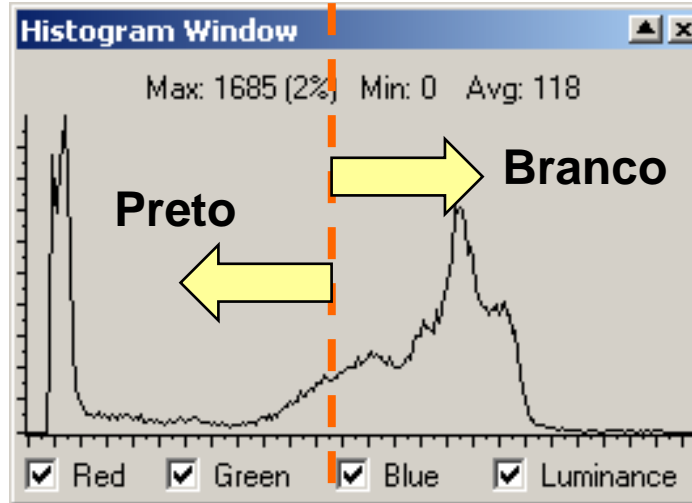 Histogram Window
Max: 1685 (2%) Min: 0 Avg: 118
Branco
Preto
Red Green Blue Luminance